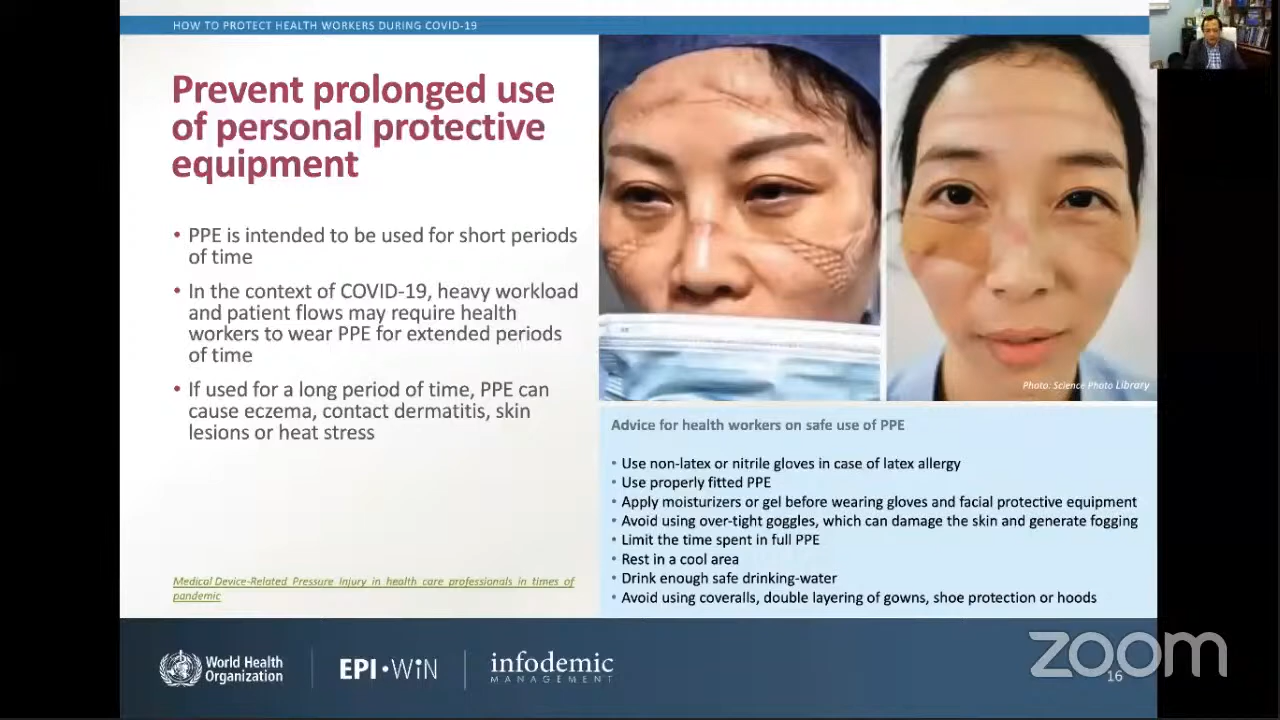 HOW TO PROTECT HEALTH WORKERS DURING COVID-19
Prevent prolonged use
of personal protective
equipment
• PPE is intended to be used for short periods
of time
• In the context of COVID-19, heavy workload
and patient flows may require health
workers to wear PPE for extended periods
of time
• If used for a long period of time, PPE can
cause eczema, contact dermatitis, skin
lesions or heat stress
Medical Device-Related Pressure Injury in health care professionals in times of
pandemic
Photo: Science Photo Library
Advice for health workers on safe use of PPE
• Use non-latex or nitrile gloves in case of latex allergy
• Use properly fitted PPE
• Apply moisturizers or gel before wearing gloves and facial protective equipment
• Avoid using over-tight goggles, which can damage the skin and generate fogging
• Limit the time spent in full PPE
• Rest in a cool area
• Drink enough safe drinking-water
• Avoid using coveralls, double layering of gowns, shoe protection or hoods
World Health
Organization
EPI•WiN
infodemic
MANAGEMENT
zoom
16